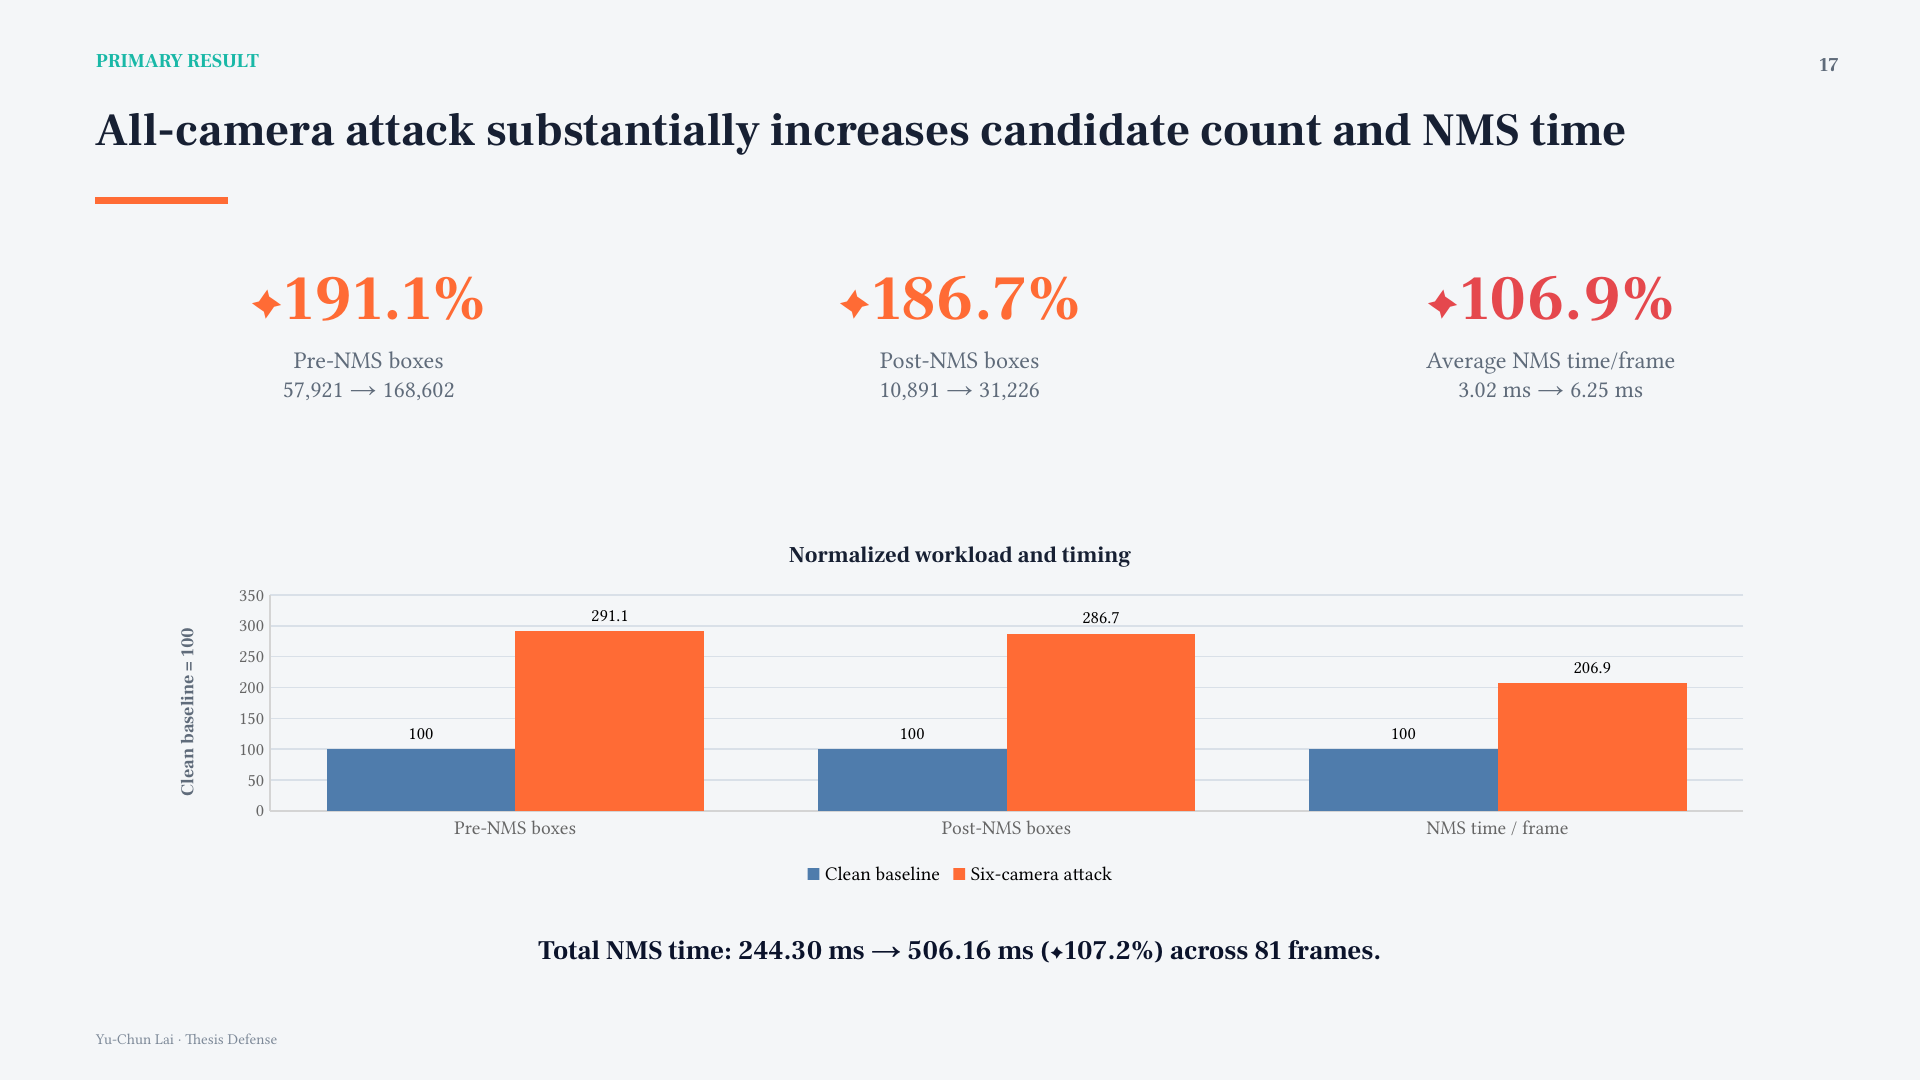 PRIMARY RESULT
17
All-camera attack substantially increases candidate count and NMS time
✦191.1%
Pre-NMS boxes
57,921 → 168,602
✦186.7%
Post-NMS boxes
10,891 → 31,226
✦106.9%
Average NMS time/frame
3.02 ms → 6.25 ms
Normalized workload and timing
Clean baseline = 100
350
300
250
200
150
100
50
0
100
291.1
100
286.7
100
206.9
Pre-NMS boxes
Post-NMS boxes
NMS time / frame
Clean baseline
Six-camera attack
Total NMS time: 244.30 ms → 506.16 ms (✦107.2%) across 81 frames.
Yu-Chun Lai · Thesis Defense